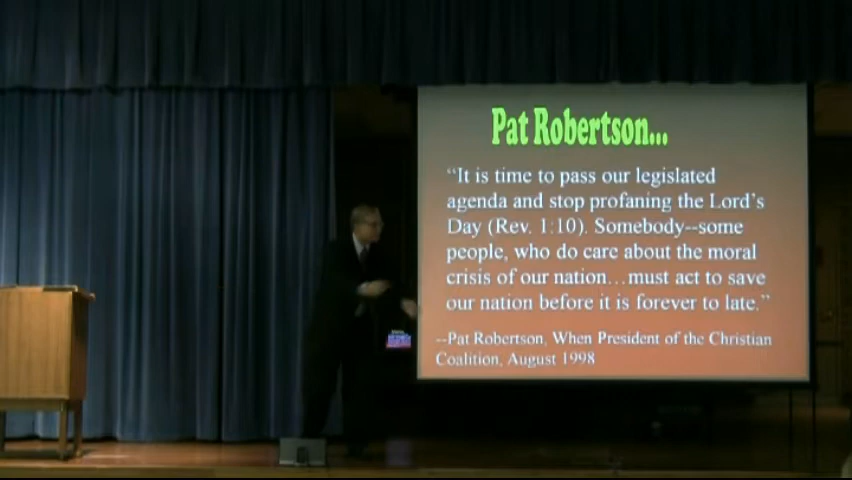 Pat Robertson...
“It is time to pass our legislated
agenda and stop profaning the Lord’s
Day (Rev. 1:10). Somebody--some
people, who do care about the moral
crisis of our nation…must act to save
our nation before it is forever to late.”
--Pat Robertson, When President of the Christian
Coalition, August 1998